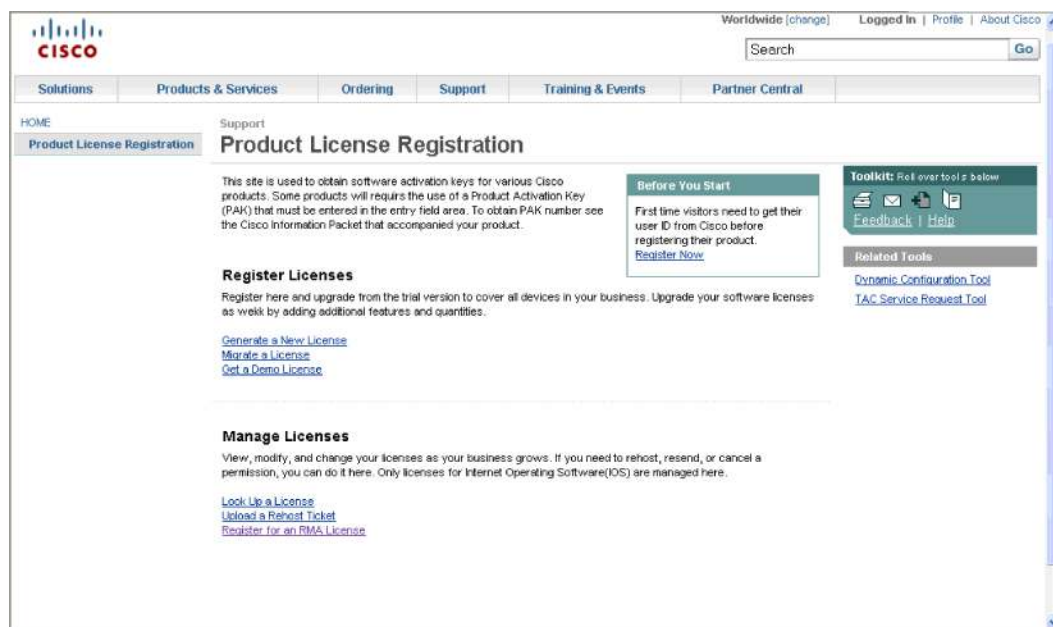 Worldwide [change] Logged In | Profile | About Cisco
CISCO
Search Go
Solutions Products & Services Ordering Support Training & Events Partner Central
HOME
Product License Registration
Support
Product License Registration
This site is used to obtain software activation keys for various Cisco
products. Some products will requirs the use of a Product Activation Key
(PAK) that must be entered in the entry field area. To obtain PAK number see
the Cisco Information Packet that accompanied your product.
Before You Start
First time visitors need to get their
user ID from Cisco before
registering their product.
Register Now
Toolkit: Roll over tools below
Feedback | Help
Related Tools
Dynamic Configuration Tool
TAC Service Request Tool
Register Licenses
Register here and upgrade from the trial version to cover all devices in your business. Upgrade your software licenses
as wekk by adding additional features and quantities.
Generate a New License
Migrate a License
Get a Demo License
Manage Licenses
View, modify, and change your licenses as your business grows. If you need to rehost, resend, or cancel a
permission, you can do it here. Only licenses for Internet Operating Software(IOS) are managed here.
Look Up a License
Upload a Rehost Ticket
Register for an RMA License